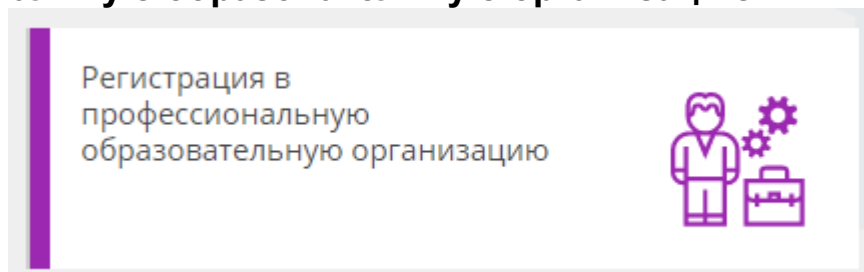 Регистрация в
профессиональную
образовательную организацию